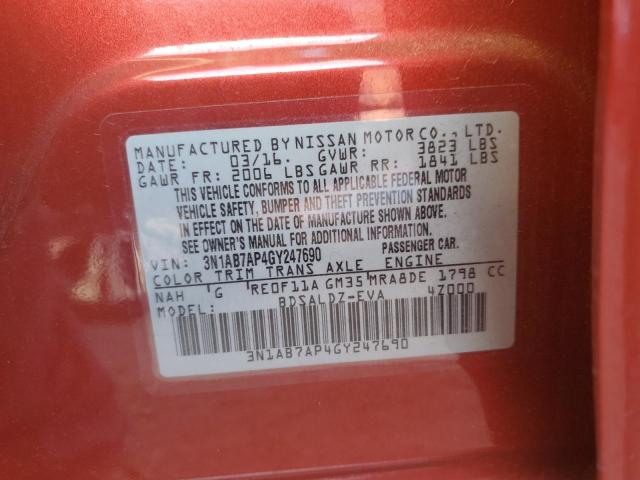 MANUFACTURED BY NISSAN MOTOR CO., LTD.
DATE: 03/16. GVWR: 3823 LBS
GAWR FR: 2006 LBS GAWR RR: 1841 LBS
THIS VEHICLE CONFORMS TO ALL APPLICABLE FEDERAL MOTOR
VEHICLE SAFETY, BUMPER AND THEFT PREVENTION STANDARDS
IN EFFECT ON THE DATE OF MANUFACTURE SHOWN ABOVE.
SEE OWNER'S MANUAL FOR ADDITIONAL INFORMATION.
VIN: 3N1AB7AP4GY247690 PASSENGER CAR.
COLOR TRIM TRANS AXLE ENGINE
NAH G RE0F11A GM35 MRA8DE 1798 CC
MODEL: BDSALDZ-EVA 4Z000
3N1AB7AP4GY247690